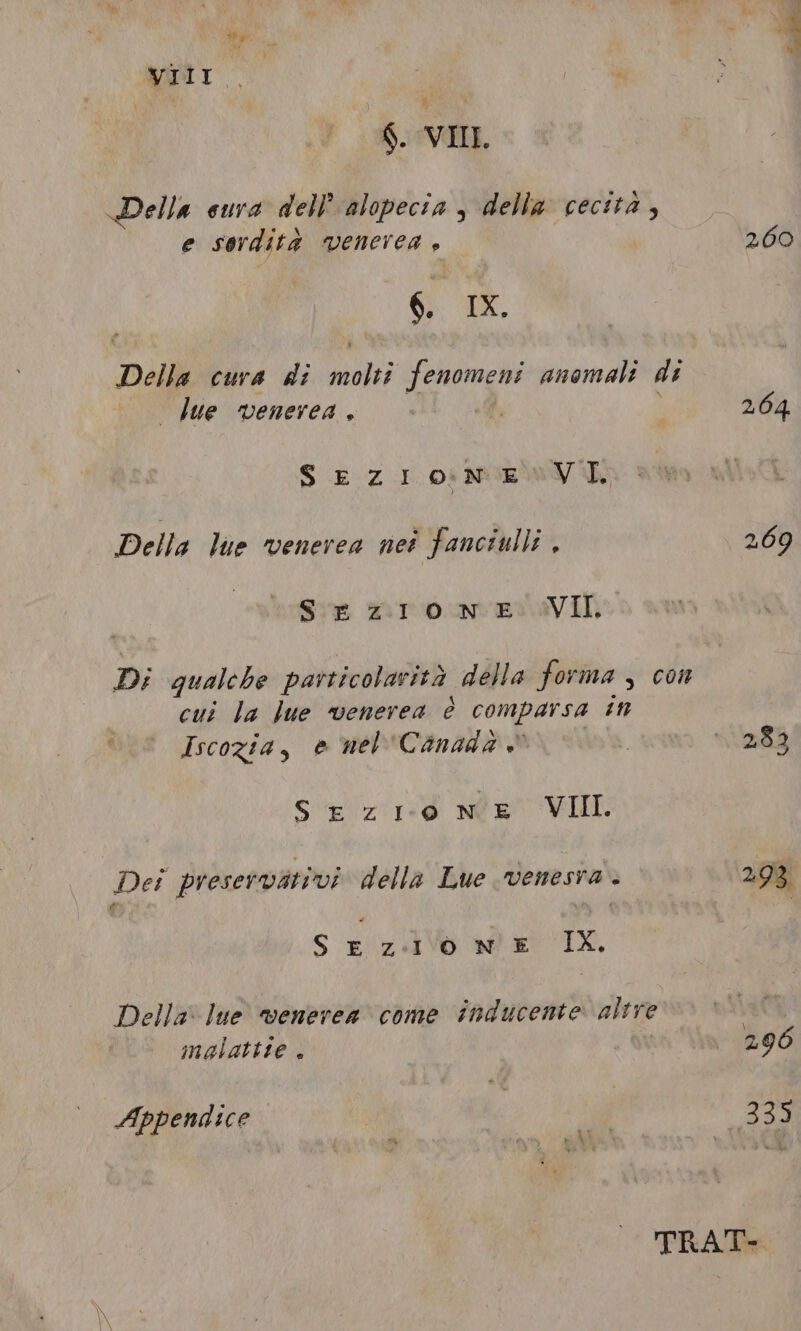 VIII
§. VIII.
Della eura dell' alopecia, della cecità,
e sordità venerea.
260
§. IX.
Della cura di molti fenomeni anomali di
lue venerea.
264
SEZIONE VI.
Della lue venerea nei fanciulli,
269
SEZIONE VII.
Di qualche particolarità della forma, con
cui la lue venerea è comparsa in
Iscozia, e nel Canadà.
283
SEZIONE VIII.
Dei preservativi della Lue venesra.
293
SEZIONE IX.
Della lue venerea come inducente altre
malattie.
296
Appendice
335
TRAT-